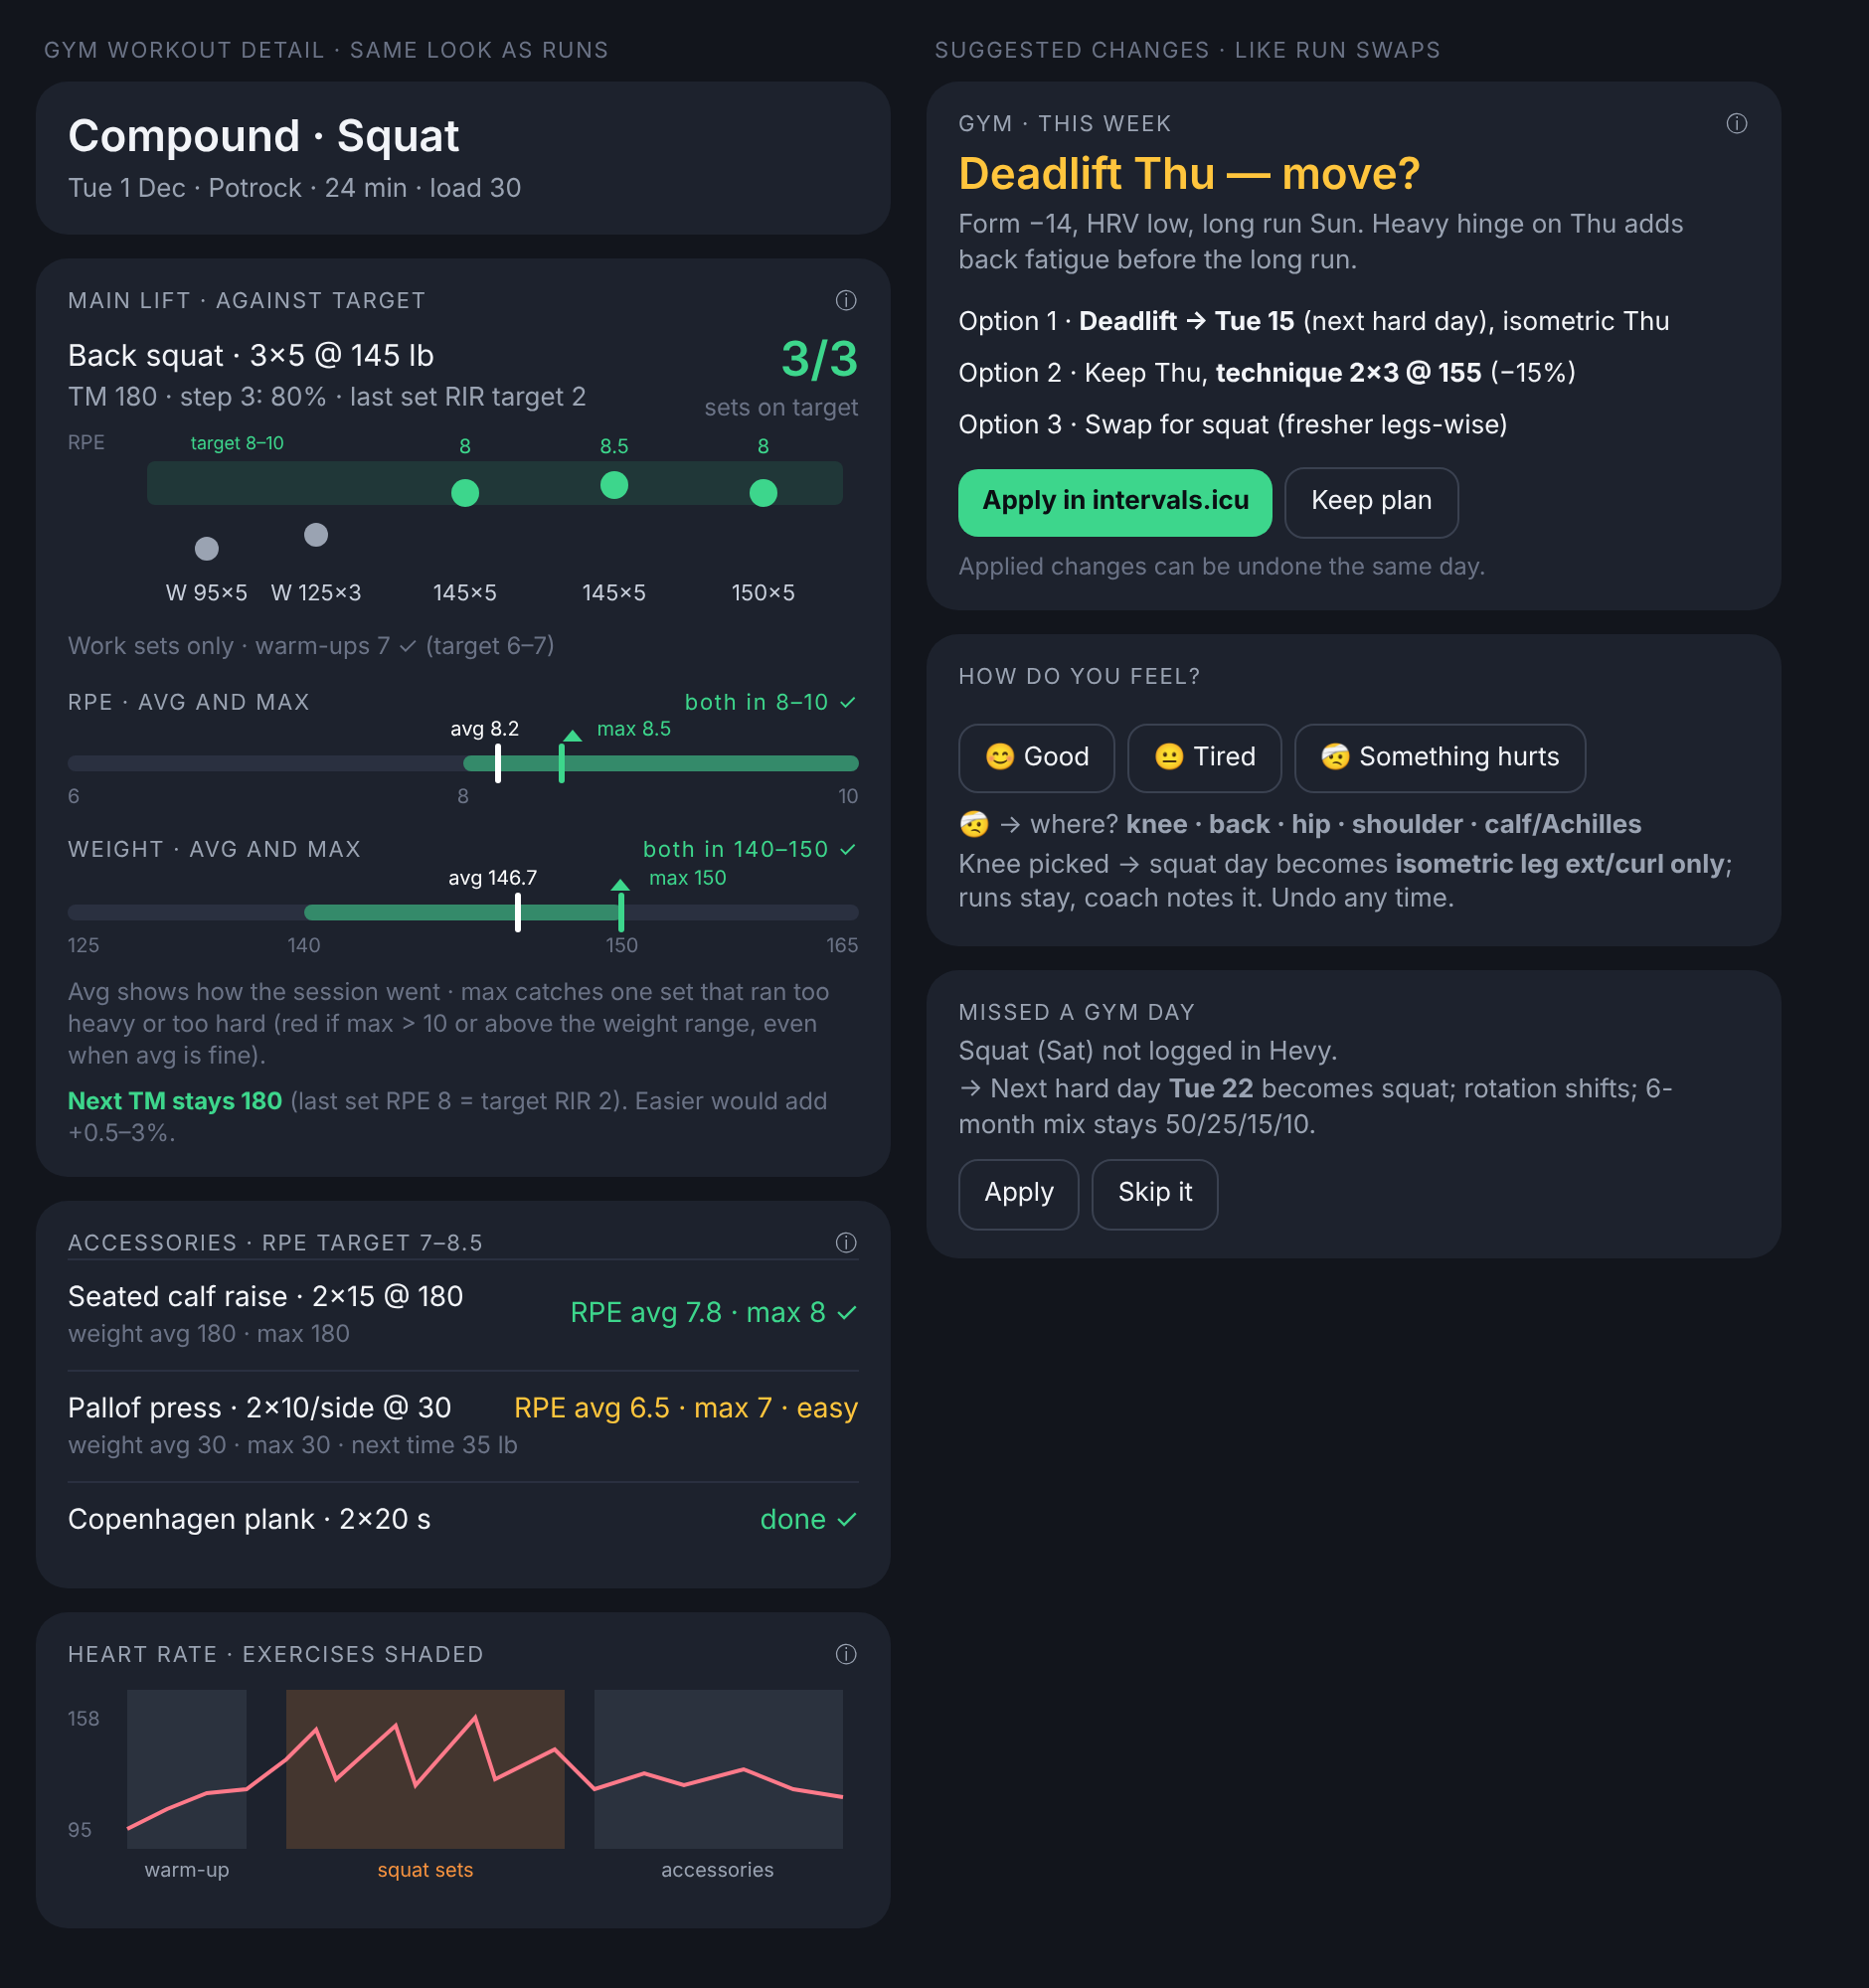 GYM WORKOUT DETAIL · SAME LOOK AS RUNS
Compound · Squat
Tue 1 Dec · Potrock · 24 min · load 30
MAIN LIFT · AGAINST TARGET ⓘ
Back squat · 3×5 @ 145 lb
3/3
TM 180 · step 3: 80% · last set RIR target 2
sets on target
RPE
target 8–10
8
8.5
8
W 95×5
W 125×3
145×5
145×5
150×5
Work sets only · warm-ups 7 ✓ (target 6–7)
RPE · AVG AND MAX
both in 8–10 ✓
avg 8.2
max 8.5
6
8
10
WEIGHT · AVG AND MAX
both in 140–150 ✓
avg 146.7
max 150
125
140
150
165
Avg shows how the session went · max catches one set that ran too
heavy or too hard (red if max > 10 or above the weight range, even
when avg is fine).
Next TM stays 180 (last set RPE 8 = target RIR 2). Easier would add
+0.5–3%.
ACCESSORIES · RPE TARGET 7–8.5 ⓘ
Seated calf raise · 2×15 @ 180
RPE avg 7.8 · max 8 ✓
weight avg 180 · max 180
Pallof press · 2×10/side @ 30
RPE avg 6.5 · max 7 · easy
weight avg 30 · max 30 · next time 35 lb
Copenhagen plank · 2×20 s
done ✓
HEART RATE · EXERCISES SHADED ⓘ
158
95
warm-up
squat sets
accessories
SUGGESTED CHANGES · LIKE RUN SWAPS
GYM · THIS WEEK ⓘ
Deadlift Thu — move?
Form −14, HRV low, long run Sun. Heavy hinge on Thu adds
back fatigue before the long run.
Option 1 · Deadlift → Tue 15 (next hard day), isometric Thu
Option 2 · Keep Thu, technique 2×3 @ 155 (−15%)
Option 3 · Swap for squat (fresher legs-wise)
Apply in intervals.icu
Keep plan
Applied changes can be undone the same day.
HOW DO YOU FEEL?
😊 Good
😐 Tired
🤕 Something hurts
🤕 → where? knee · back · hip · shoulder · calf/Achilles
Knee picked → squat day becomes isometric leg ext/curl only;
runs stay, coach notes it. Undo any time.
MISSED A GYM DAY
Squat (Sat) not logged in Hevy.
→ Next hard day Tue 22 becomes squat; rotation shifts; 6-
month mix stays 50/25/15/10.
Apply
Skip it